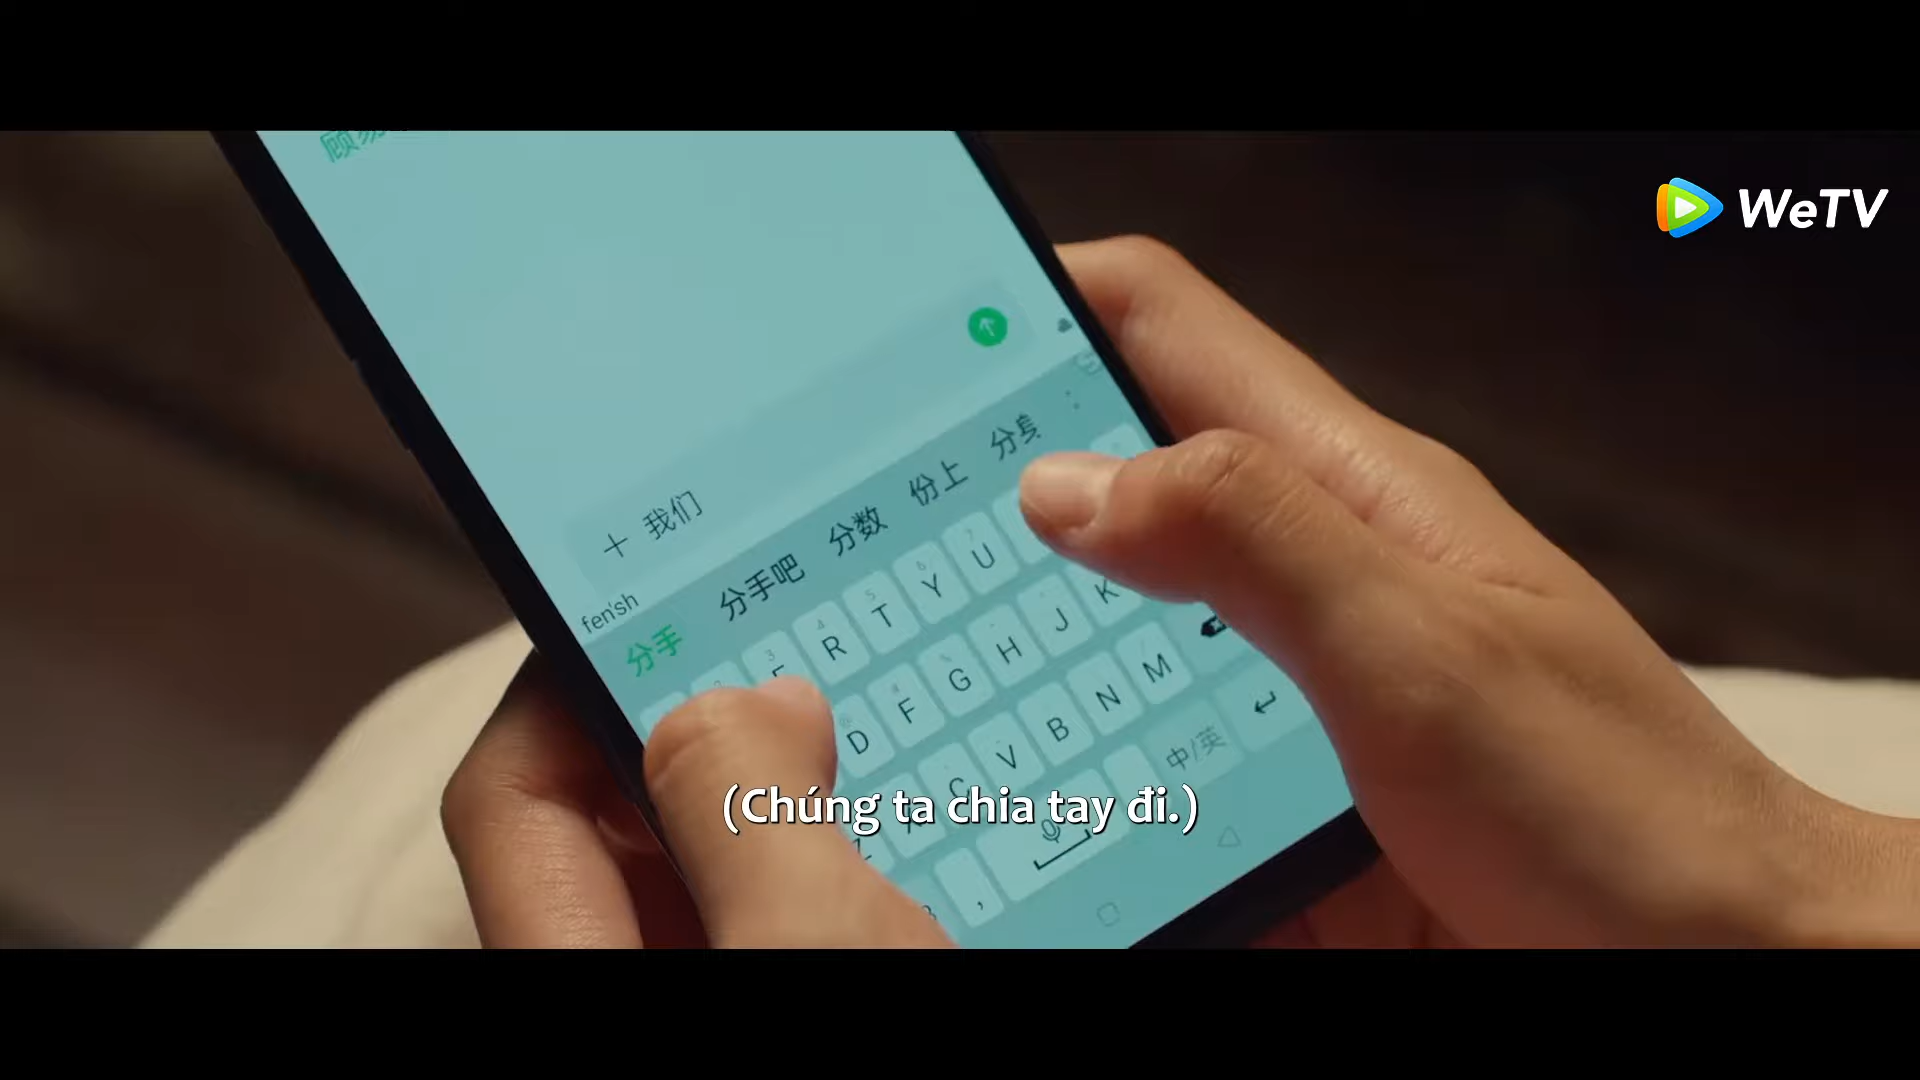 WeTV
我们
fen'sh
分手 分手吧 分数 份上 分身
R T Y U
D F G H J K
C V B N M
中/英
(Chúng ta chia tay đi.)